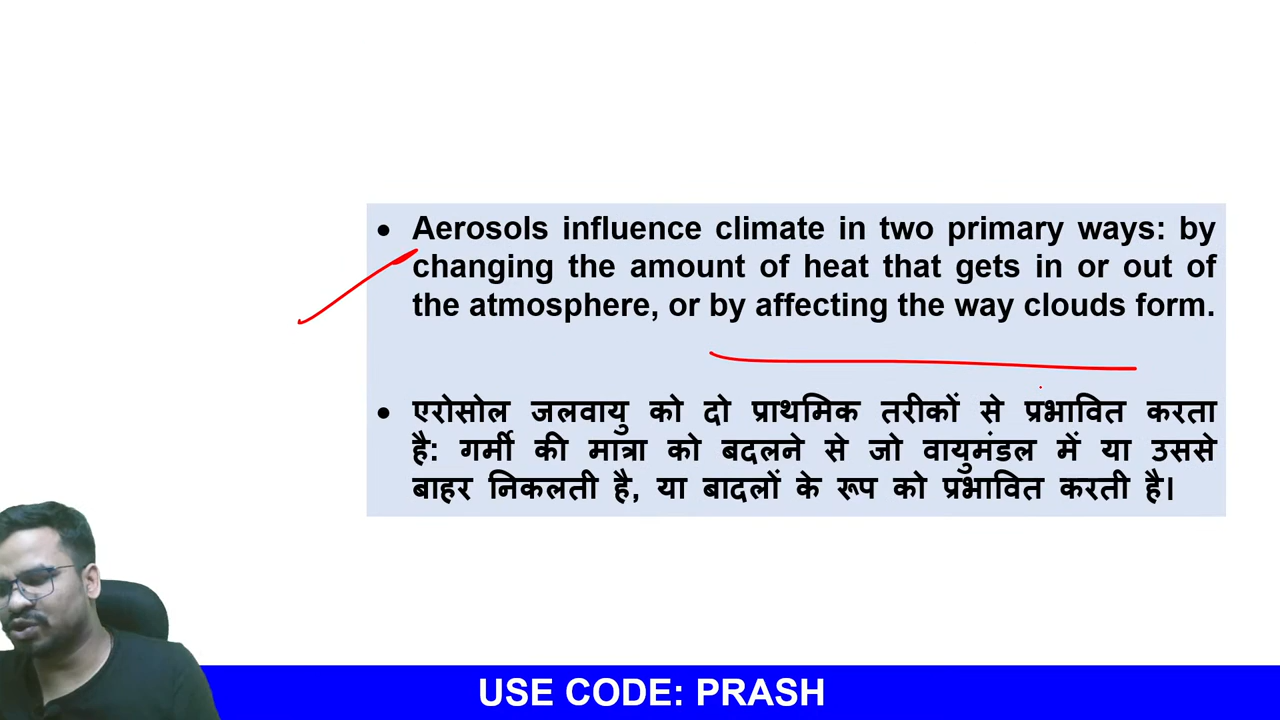 • Aerosols influence climate in two primary ways: by
changing the amount of heat that gets in or out of
the atmosphere, or by affecting the way clouds form.
• एरोसोल जलवायु को दो प्राथमिक तरीकों से प्रभावित करता
है: गर्मी की मात्रा को बदलने से जो वायुमंडल में या उससे
बाहर निकलती है, या बादलों के रूप को प्रभावित करती है।
USE CODE: PRASH